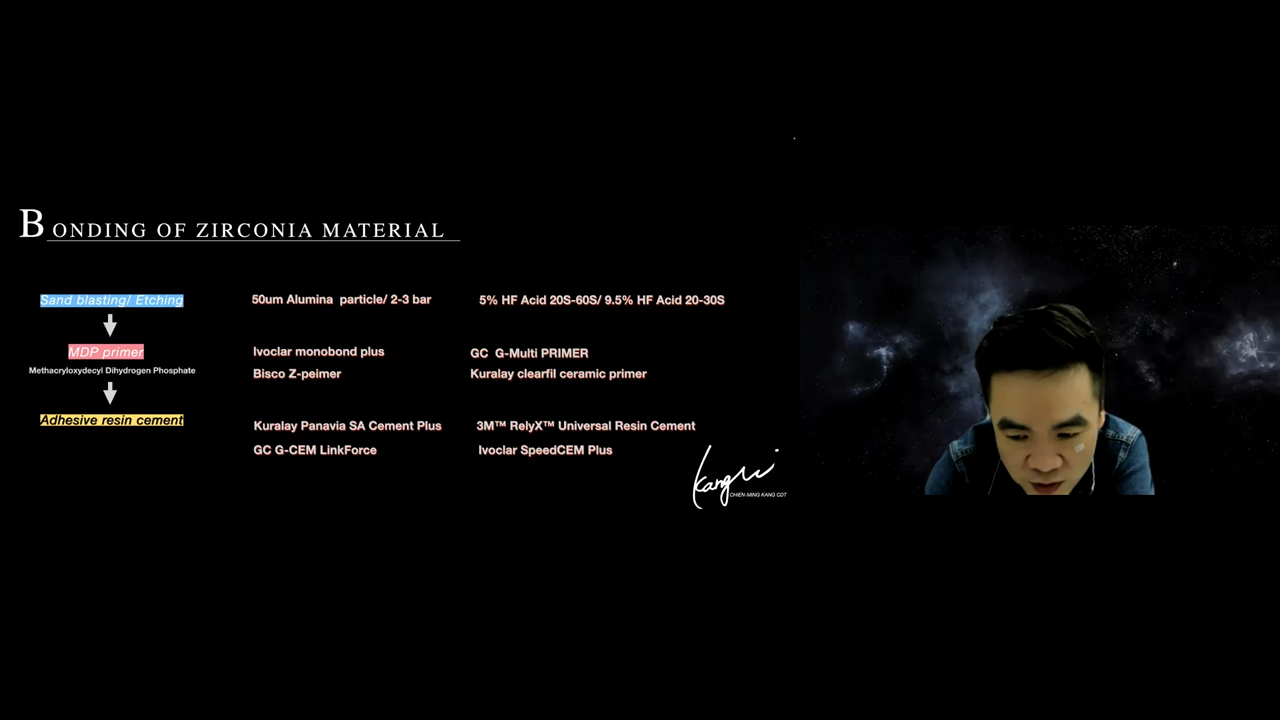 BONDING OF ZIRCONIA MATERIAL
Sand blasting/ Etching 50um Alumina particle/ 2-3 bar 5% HF Acid 20S-60S/ 9.5% HF Acid 20-30S
MDP primer Ivoclar monobond plus GC G-Multi PRIMER
Methacryloxydecyl Dihydrogen Phosphate Bisco Z-peimer Kuralay clearfil ceramic primer
Adhesive resin cement Kuralay Panavia SA Cement Plus 3M™ RelyX™ Universal Resin Cement
GC G-CEM LinkForce Ivoclar SpeedCEM Plus
CHIEN-MING KANG CDT